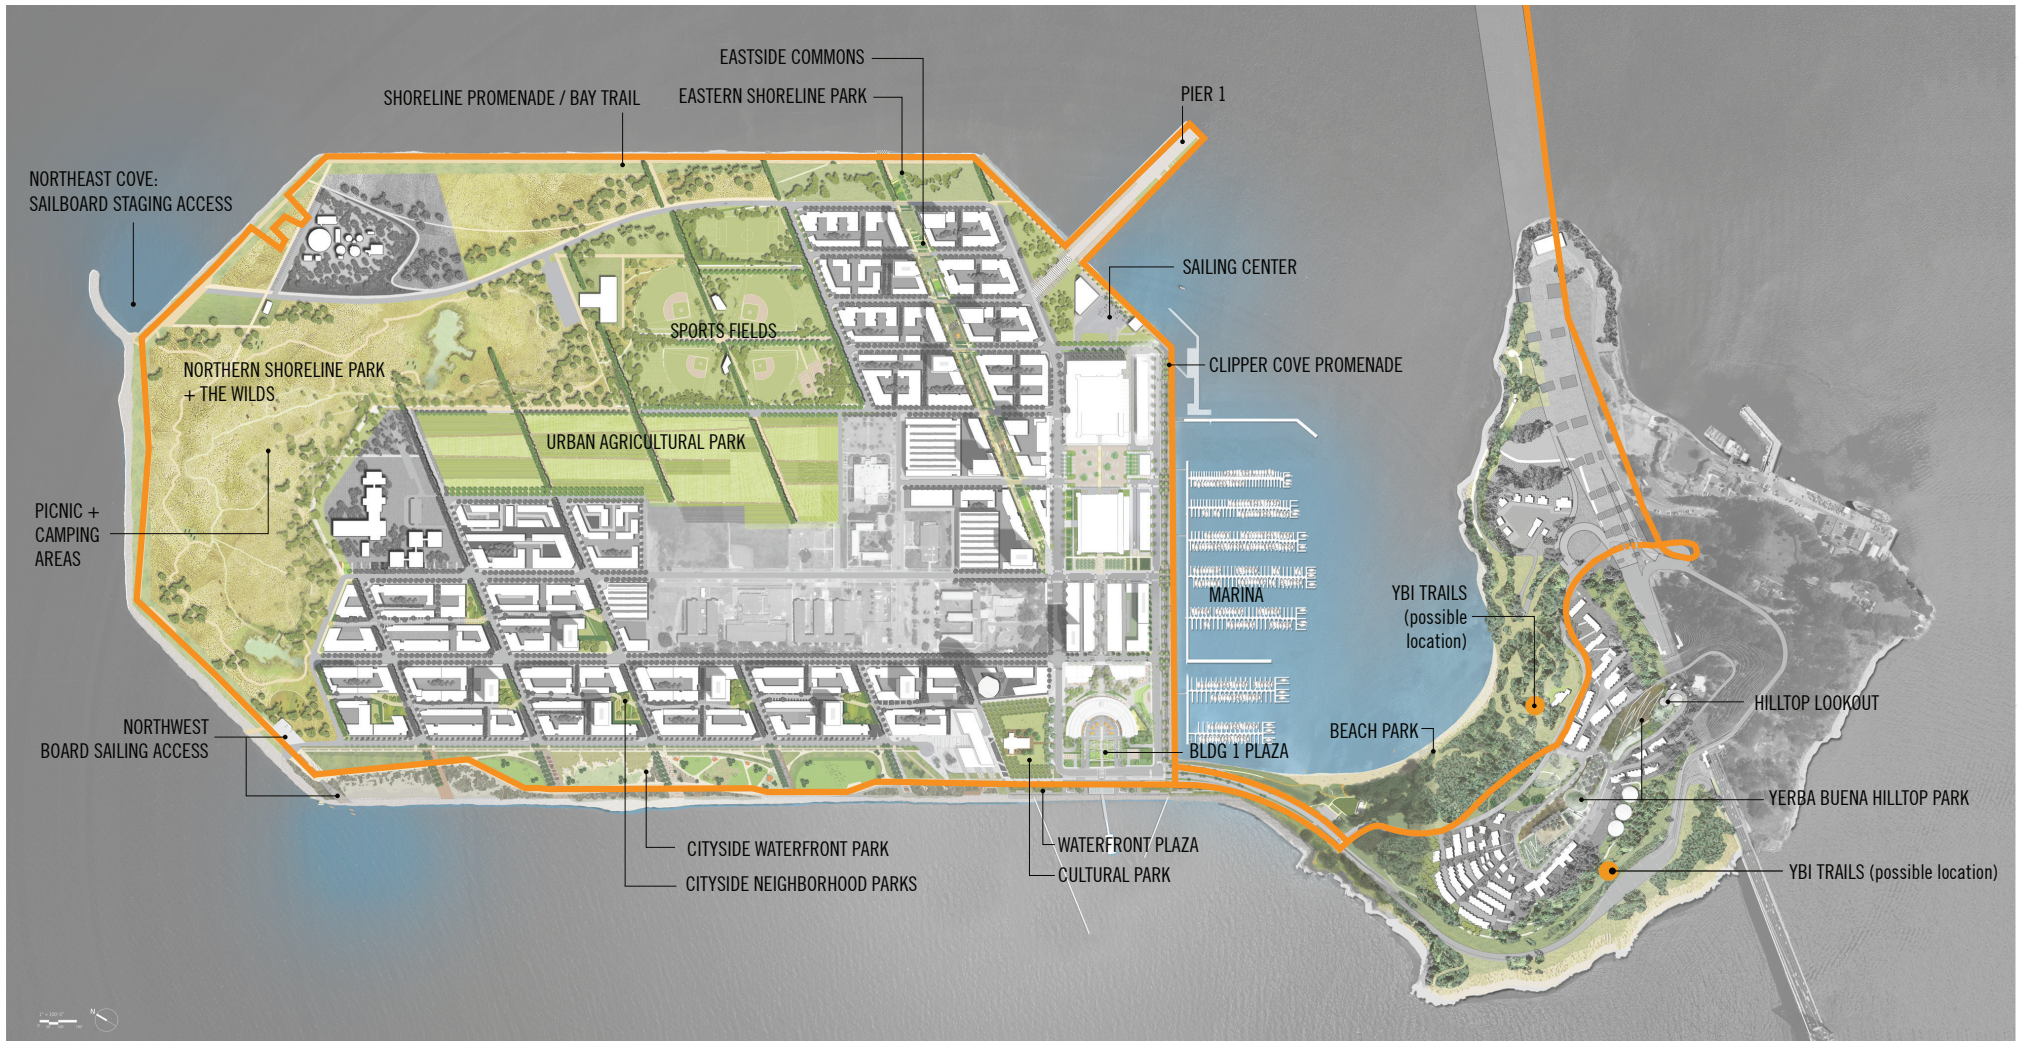 EASTSIDE COMMONS
SHORELINE PROMENADE / BAY TRAIL
EASTERN SHORELINE PARK
PIER 1
NORTHEAST COVE:
SAILBOARD STAGING ACCESS
SAILING CENTER
SPORTS FIELDS
NORTHERN SHORELINE PARK
+ THE WILDS
CLIPPER COVE PROMENADE
URBAN AGRICULTURAL PARK
PICNIC +
CAMPING
AREAS
MARINA
YBI TRAILS
(possible
location)
NORTHWEST
BOARD SAILING ACCESS
HILLTOP LOOKOUT
BEACH PARK
BLDG 1 PLAZA
YERBA BUENA HILLTOP PARK
CITYSIDE WATERFRONT PARK
WATERFRONT PLAZA
CITYSIDE NEIGHBORHOOD PARKS
CULTURAL PARK
YBI TRAILS (possible location)
N